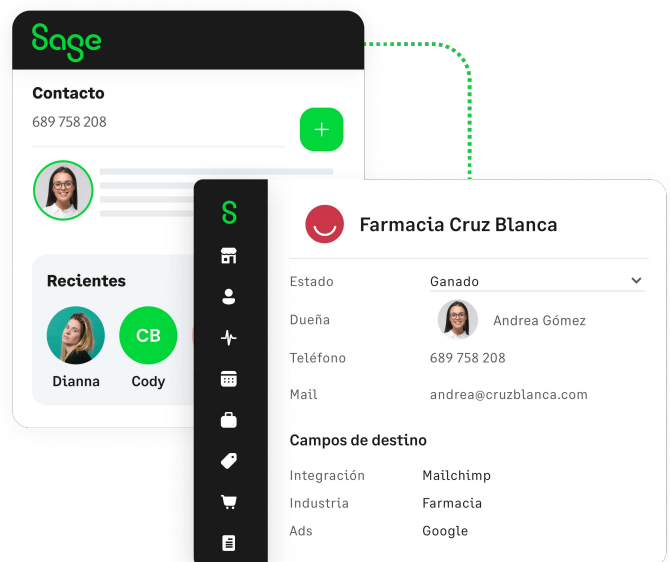 Sage
Contacto
689 758 208
Recientes
CB
Dianna
Cody
S
Farmacia Cruz Blanca
Estado Ganado
Dueña Andrea Gómez
Teléfono 689 758 208
Mail andrea@cruzblanca.com
Campos de destino
Integración Mailchimp
Industria Farmacia
Ads Google